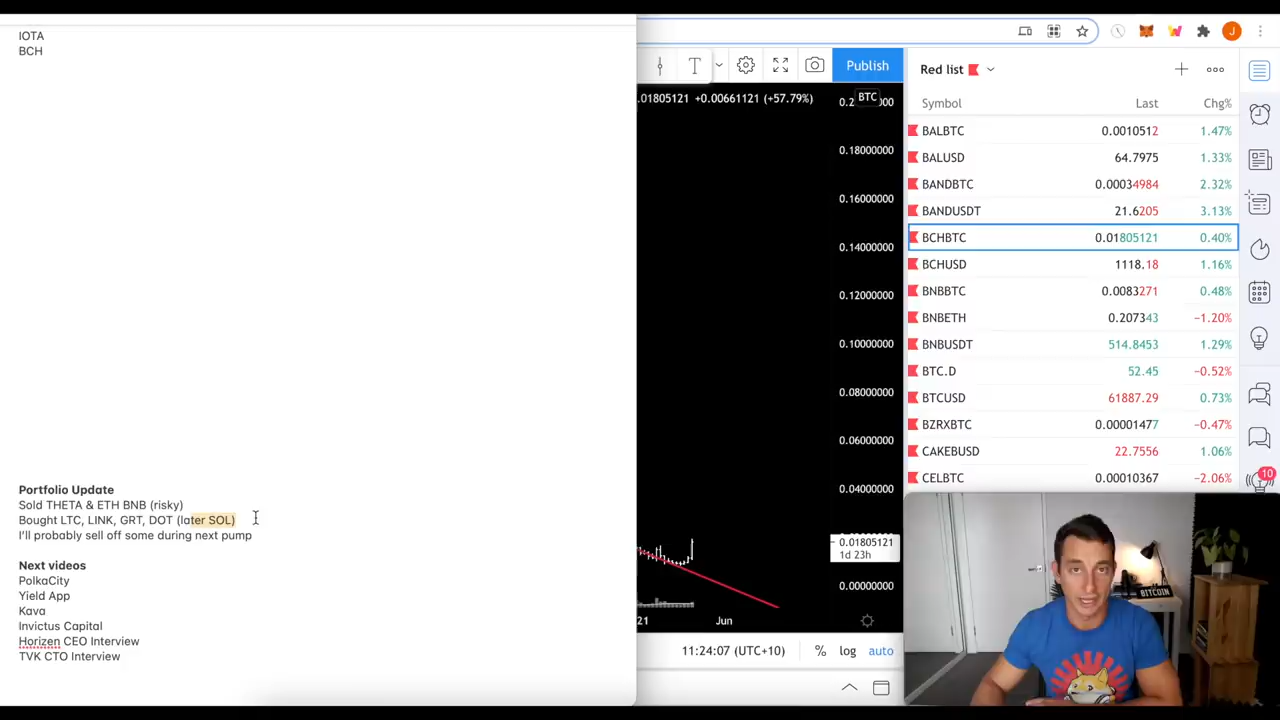 IOTA
BCH
Portfolio Update
Sold THETA & ETH BNB (risky)
Bought LTC, LINK, GRT, DOT (later SOL)
I'll probably sell off some during next pump
Next videos
PolkaCity
Yield App
Kava
Invictus Capital
Horizen CEO Interview
TVK CTO Interview
J
T
Publish
.01805121 +0.00661121 (+57.79%)
BTC
0.18000000
0.16000000
0.14000000
0.12000000
0.10000000
0.08000000
0.06000000
0.04000000
0.01805121
1d 23h
0.00000000
21
Jun
11:24:07 (UTC+10)
%
log
auto
Red list
Symbol Last Chg%
BALBTC 0.0010512 1.47%
BALUSD 64.7975 1.33%
BANDBTC 0.00034984 2.32%
BANDUSDT 21.6205 3.13%
BCHBTC 0.01805121 0.40%
BCHUSD 1118.18 1.16%
BNBBTC 0.0083271 0.48%
BNBETH 0.207343 −1.20%
BNBUSDT 514.8453 1.29%
BTC.D 52.45 −0.52%
BTCUSD 61887.29 0.73%
BZRXBTC 0.00001477 −0.47%
CAKEBUSD 22.7556 1.06%
CELBTC 0.00010367 −2.06%
10
BITCOIN